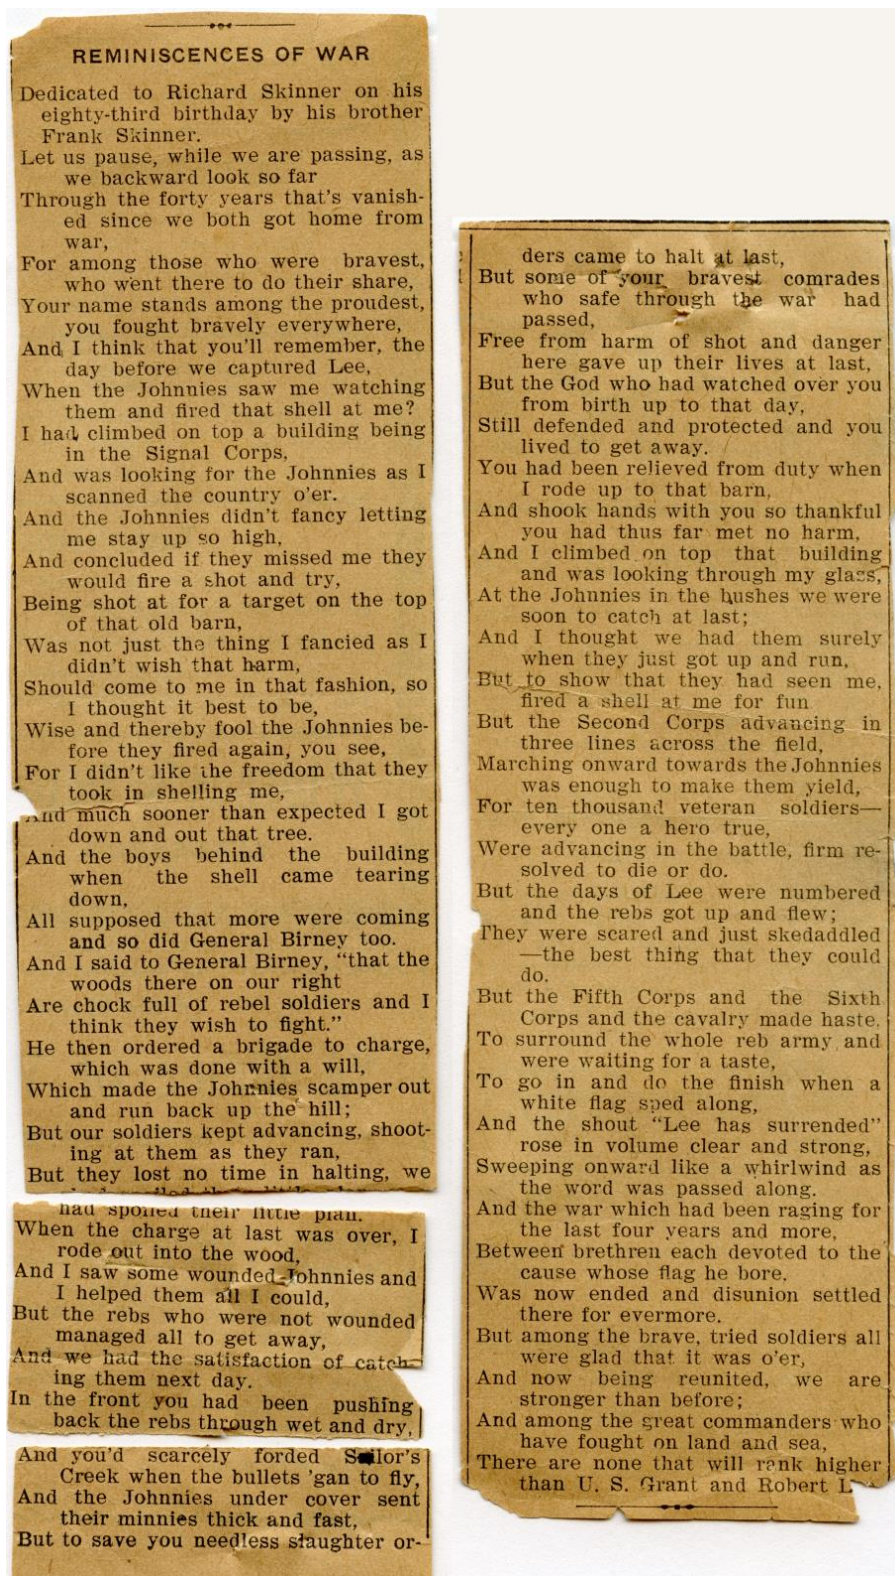 REMINISCENCES OF WAR
Dedicated to Richard Skinner on his
eighty-third birthday by his brother
Frank Skinner.
Let us pause, while we are passing, as
we backward look so far
Through the forty years that's vanish-
ed since we both got home from
war,
For among those who were bravest,
who went there to do their share,
Your name stands among the proudest,
you fought bravely everywhere,
And I think that you'll remember, the
day before we captured Lee,
When the Johnnies saw me watching
them and fired that shell at me?
I had climbed on top a building being
in the Signal Corps,
And was looking for the Johnnies as I
scanned the country o'er.
And the Johnnies didn't fancy letting
me stay up so high,
And concluded if they missed me they
would fire a shot and try,
Being shot at for a target on the top
of that old barn,
Was not just the thing I fancied as I
didn't wish that harm,
Should come to me in that fashion, so
I thought it best to be,
Wise and thereby fool the Johnnies be-
fore they fired again, you see,
For I didn't like the freedom that they
took in shelling me,
And much sooner than expected I got
down and out that tree.
And the boys behind the building
when the shell came tearing
down,
All supposed that more were coming
and so did General Birney too.
And I said to General Birney, "that the
woods there on our right
Are chock full of rebel soldiers and I
think they wish to fight."
He then ordered a brigade to charge,
which was done with a will,
Which made the Johnnies scamper out
and run back up the hill;
But our soldiers kept advancing, shoot-
ing at them as they ran,
But they lost no time in halting, we
had spoiled their little plan.
When the charge at last was over, I
rode out into the wood,
And I saw some wounded Johnnies and
I helped them all I could,
But the rebs who were not wounded
managed all to get away,
And we had the satisfaction of catch-
ing them next day.
In the front you had been pushing
back the rebs through wet and dry,
And you'd scarcely forded Sailor's
Creek when the bullets 'gan to fly,
And the Johnnies under cover sent
their minnies thick and fast,
But to save you needless slaughter or-
ders came to halt at last,
But some of your bravest comrades
who safe through the war had
passed,
Free from harm of shot and danger
here gave up their lives at last,
But the God who had watched over you
from birth up to that day,
Still defended and protected and you
lived to get away.
You had been relieved from duty when
I rode up to that barn,
And shook hands with you so thankful
you had thus far met no harm,
And I climbed on top that building
and was looking through my glass,
At the Johnnies in the bushes we were
soon to catch at last;
And I thought we had them surely
when they just got up and run,
But to show that they had seen me,
fired a shell at me for fun
But the Second Corps advancing in
three lines across the field,
Marching onward towards the Johnnies
was enough to make them yield,
For ten thousand veteran soldiers—
every one a hero true,
Were advancing in the battle, firm re-
solved to die or do.
But the days of Lee were numbered
and the rebs got up and flew;
They were scared and just skedaddled
—the best thing that they could
do.
But the Fifth Corps and the Sixth
Corps and the cavalry made haste.
To surround the whole reb army and
were waiting for a taste,
To go in and do the finish when a
white flag sped along,
And the shout "Lee has surrended"
rose in volume clear and strong,
Sweeping onward like a whirlwind as
the word was passed along.
And the war which had been raging for
the last four years and more,
Between brethren each devoted to the
cause whose flag he bore.
Was now ended and disunion settled
there for evermore.
But among the brave, tried soldiers all
were glad that it was o'er,
And now being reunited, we are
stronger than before;
And among the great commanders who
have fought on land and sea,
There are none that will rank higher
than U. S. Grant and Robert L